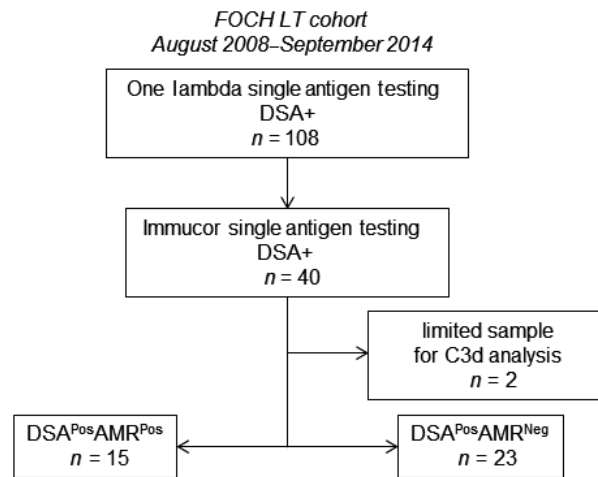 FOCH LT cohort
August 2008–September 2014
One lambda single antigen testing
DSA+
n = 108
Immucor single antigen testing
DSA+
n = 40
limited sample
for C3d analysis
n = 2
DSAPosAMRPos
n = 15
DSAPosAMRNeg
n = 23